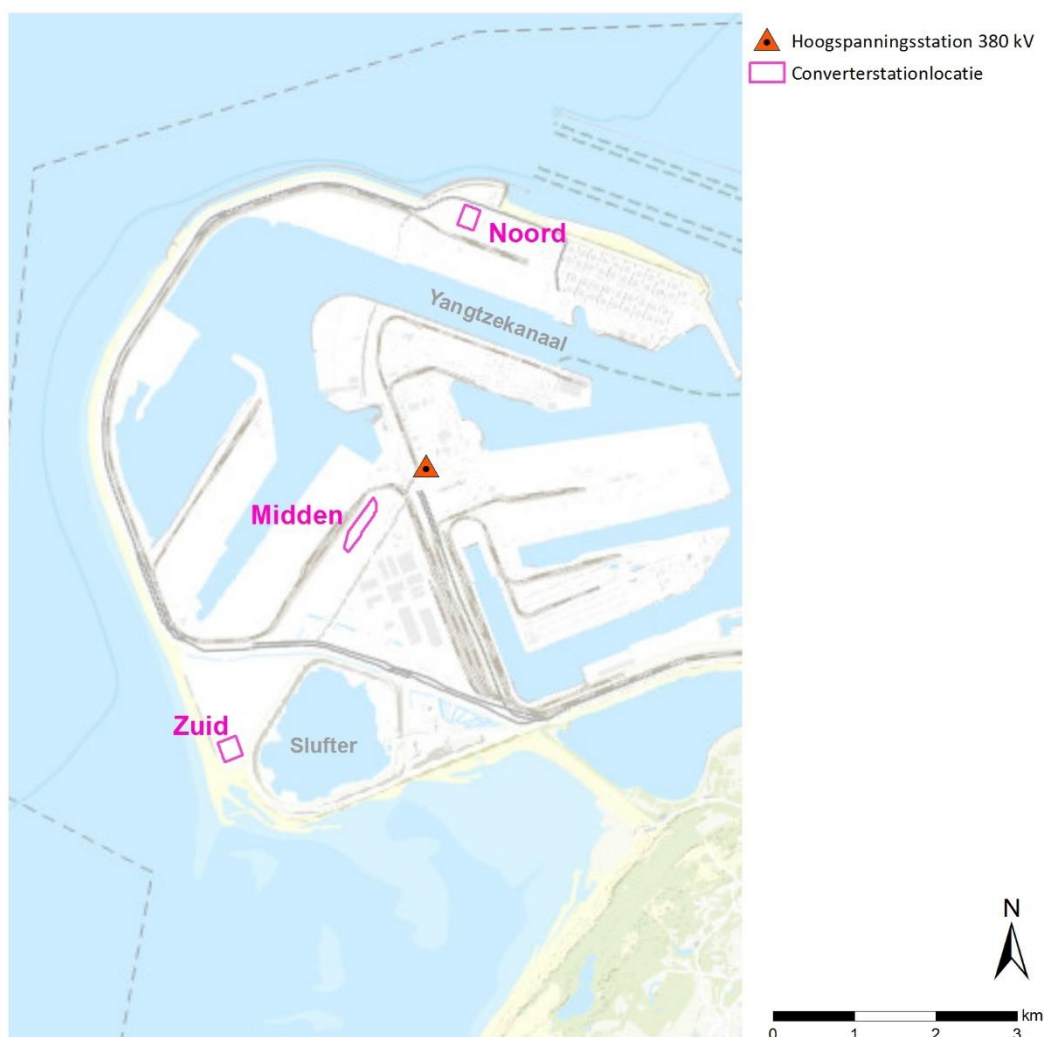 Hoogspanningsstation 380 kV
Converterstationlocatie
Noord
Yangtzekanaal
Midden
Zuid
Slufter
N
km
0 1 2 3